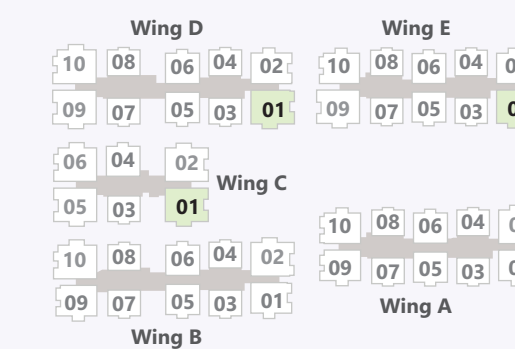 Wing D
10 08 06 04 02
09 07 05 03 01
Wing E
10 08 06 04
09 07 05 03
06 04 02
05 03 01
Wing C
10 08 06 04 02
09 07 05 03 01
Wing B
10 08 06 04
09 07 05 03
Wing A